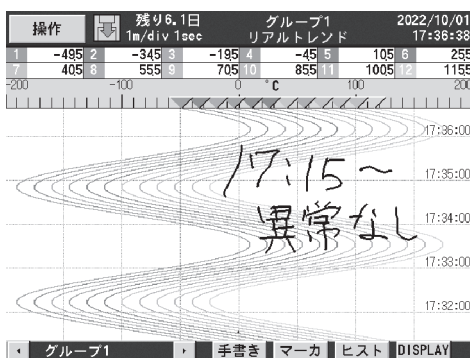 操作 残り6.1日 グループ1 2022/10/01
1m/div 1sec リアルトレンド 17:36:38
1 -495 2 -345 3 -195 4 -45 5 105 6 255
7 405 8 555 9 705 10 855 11 1005 12 1155
-200 -100 0 °C 100 200
17:36:00
17:15～
17:35:00
異常なし
17:34:00
17:33:00
17:32:00
グループ1 手書き マーカ ヒスト DISPLAY